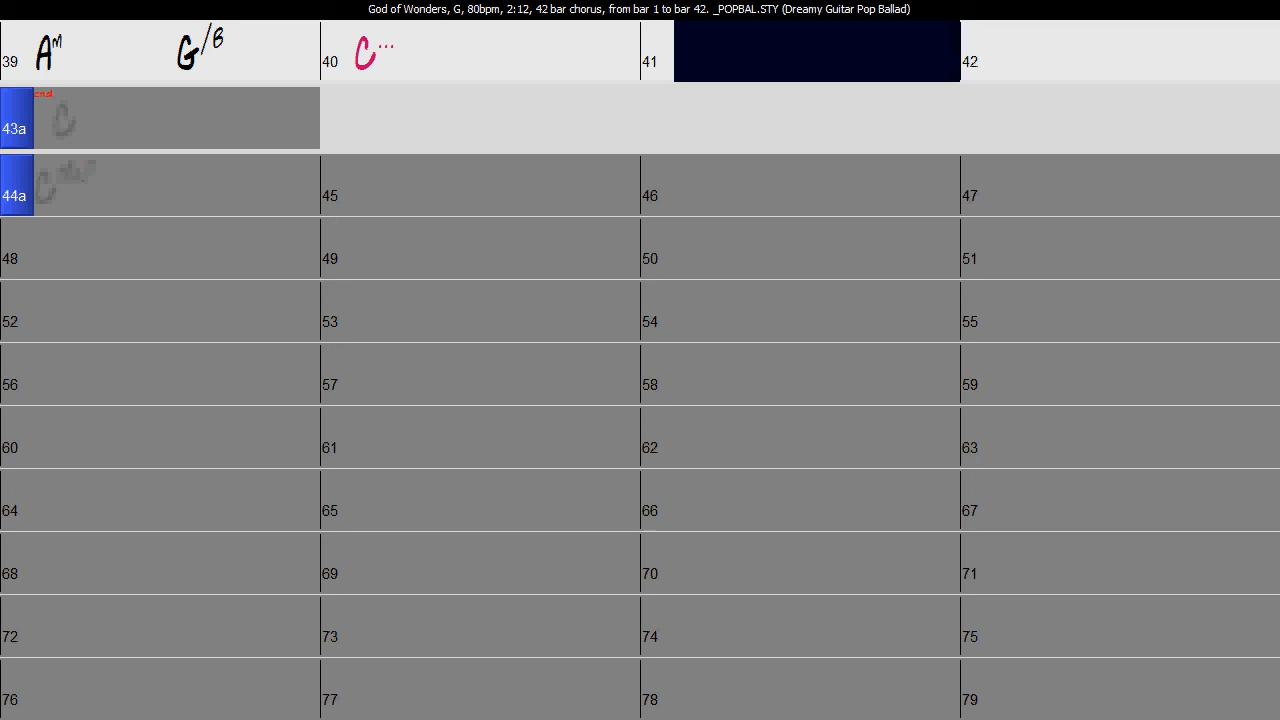 God of Wonders, G, 80bpm, 2:12, 42 bar chorus, from bar 1 to bar 42. _POPBAL.STY (Dreamy Guitar Pop Ballad)
39 Am G/B 40 C... 41 42
43a C
44a C 45 46 47
48 49 50 51
52 53 54 55
56 57 58 59
60 61 62 63
64 65 66 67
68 69 70 71
72 73 74 75
76 77 78 79